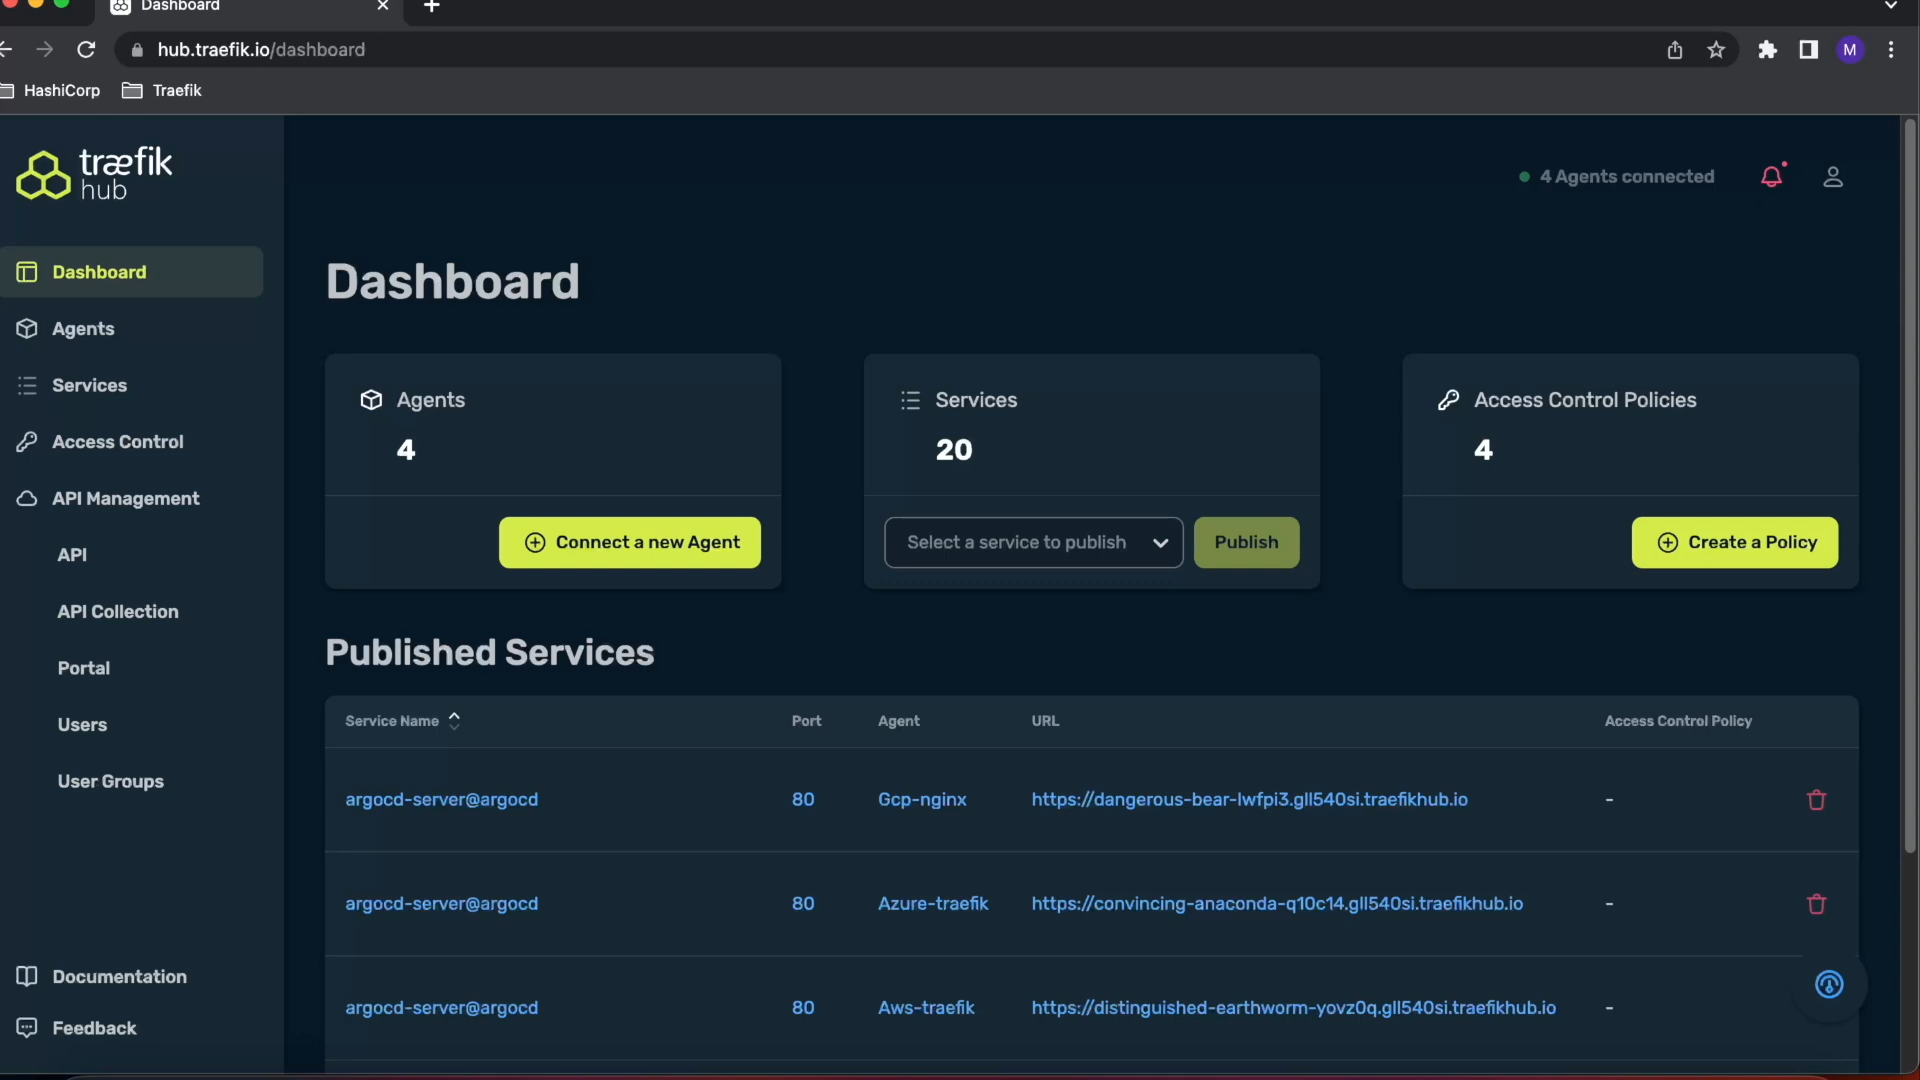 Dashboard
hub.traefik.io/dashboard
M
HashiCorp
Traefik
træfik
hub
4 Agents connected
Dashboard
Agents
Services
Access Control
API Management
API
API Collection
Portal
Users
User Groups
Documentation
Feedback
Dashboard
Agents
4
Connect a new Agent
Services
20
Select a service to publish
Publish
Access Control Policies
4
Create a Policy
Published Services
Service Name Port Agent URL Access Control Policy
argocd-server@argocd 80 Gcp-nginx https://dangerous-bear-lwfpi3.gll540si.traefikhub.io -
argocd-server@argocd 80 Azure-traefik https://convincing-anaconda-q10c14.gll540si.traefikhub.io -
argocd-server@argocd 80 Aws-traefik https://distinguished-earthworm-yovz0q.gll540si.traefikhub.io -